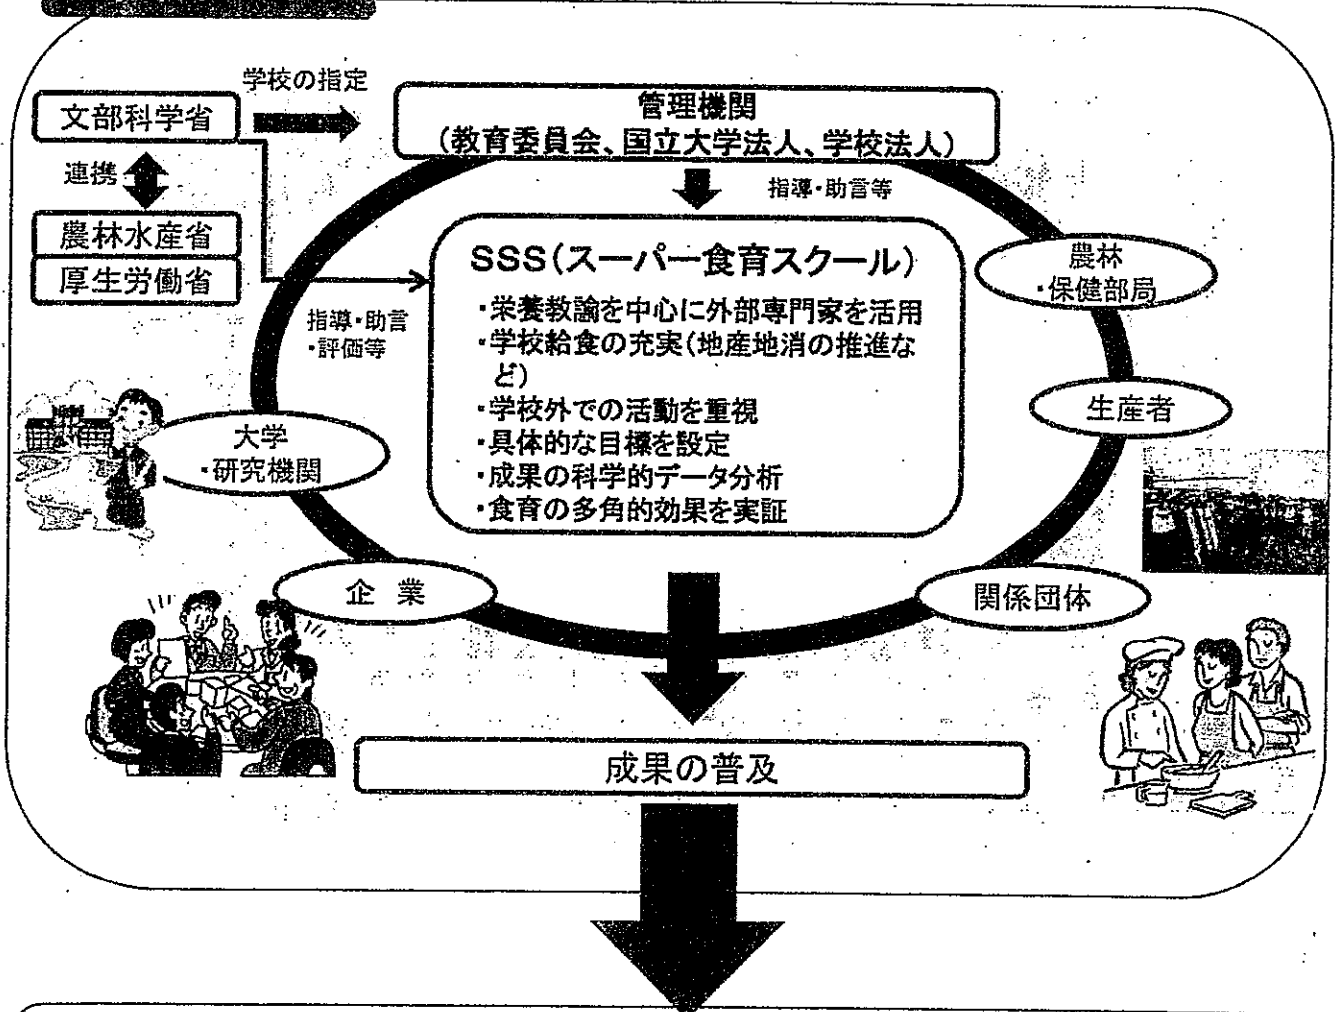 学校の指定
文部科学省
管理機関
(教育委員会、国立大学法人、学校法人)
連携
指導・助言等
農林水産省
厚生労働省
SSS(スーパー食育スクール)
農林
・保健部局
・栄養教諭を中心に外部専門家を活用
指導・助言
・評価等
・学校給食の充実(地産地消の推進な
ど)
・学校外での活動を重視
生産者
・具体的な目標を設定
大学
・研究機関
・成果の科学的データ分析
・食育の多角的効果を実証
企 業
関係団体
成果の普及